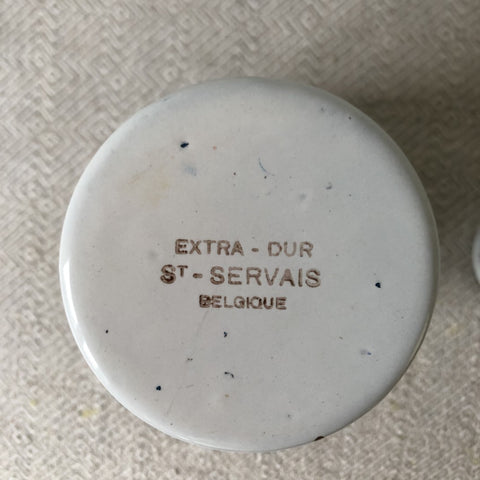 EXTRA - DUR
ST - SERVAIS
BELGIQUE